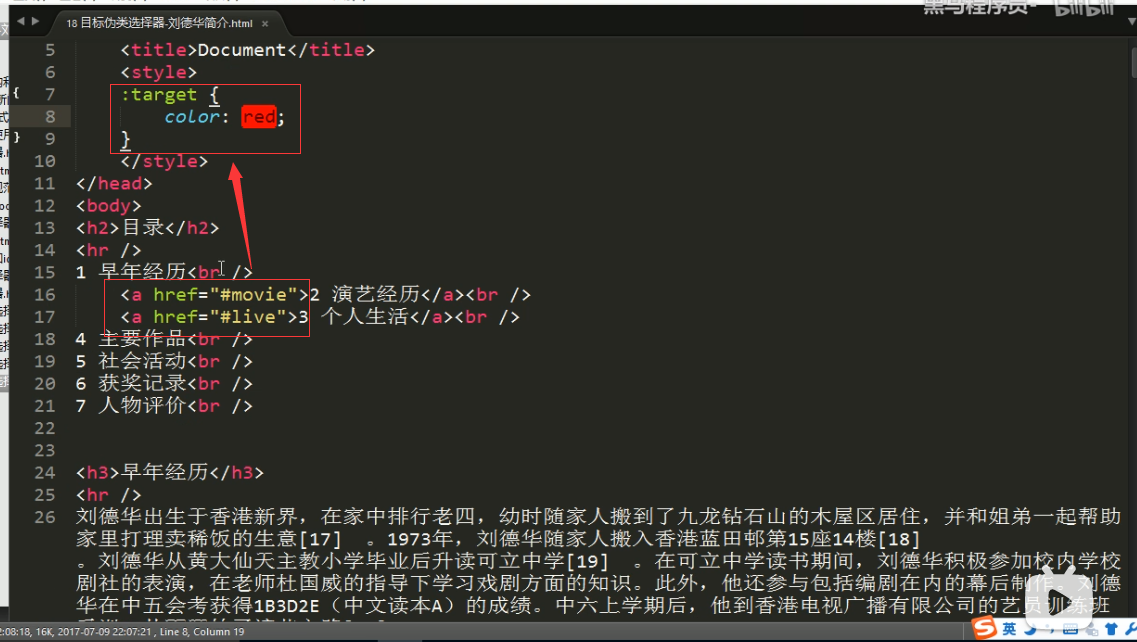 黑马程序员-
bilibili
18 目标伪类选择器-刘德华简介.html ×
5 <title>Document</title>
6 <style>
7 :target {
8 color: red;
9 }
10 </style>
11 </head>
12 <body>
13 <h2>目录</h2>
14 <hr />
15 1 早年经历<br />
16 <a href="#movie">2 演艺经历</a><br />
17 <a href="#live">3 个人生活</a><br />
18 4 主要作品<br />
19 5 社会活动<br />
20 6 获奖记录<br />
21 7 人物评价<br />
22
23
24 <h3>早年经历</h3>
25 <hr />
26 刘德华出生于香港新界，在家中排行老四，幼时随家人搬到了九龙钻石山的木屋区居住，并和姐弟一起帮助
家里打理卖稀饭的生意[17] 。1973年，刘德华随家人搬入香港蓝田邨第15座14楼[18]
。刘德华从黄大仙天主教小学毕业后升读可立中学[19] 。在可立中学读书期间，刘德华积极参加校内学校
剧社的表演，在老师杜国威的指导下学习戏剧方面的知识。此外，他还参与包括编剧在内的幕后制作。刘德
华在中五会考获得1B3D2E（中文读本A）的成绩。中六上学期后，他到香港电视广播有限公司的艺员训练班
2:08:18, 16K, 2017-07-09 22:07:21 , Line 8, Column 19
英